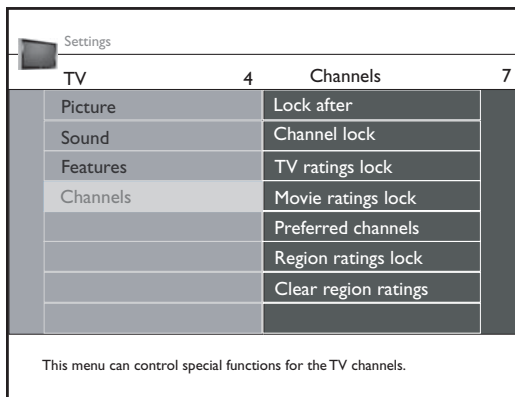 Settings
TV 4 Channels 7
Picture Lock after
Sound Channel lock
Features TV ratings lock
Channels Movie ratings lock
Preferred channels
Region ratings lock
Clear region ratings
This menu can control special functions for the TV channels.